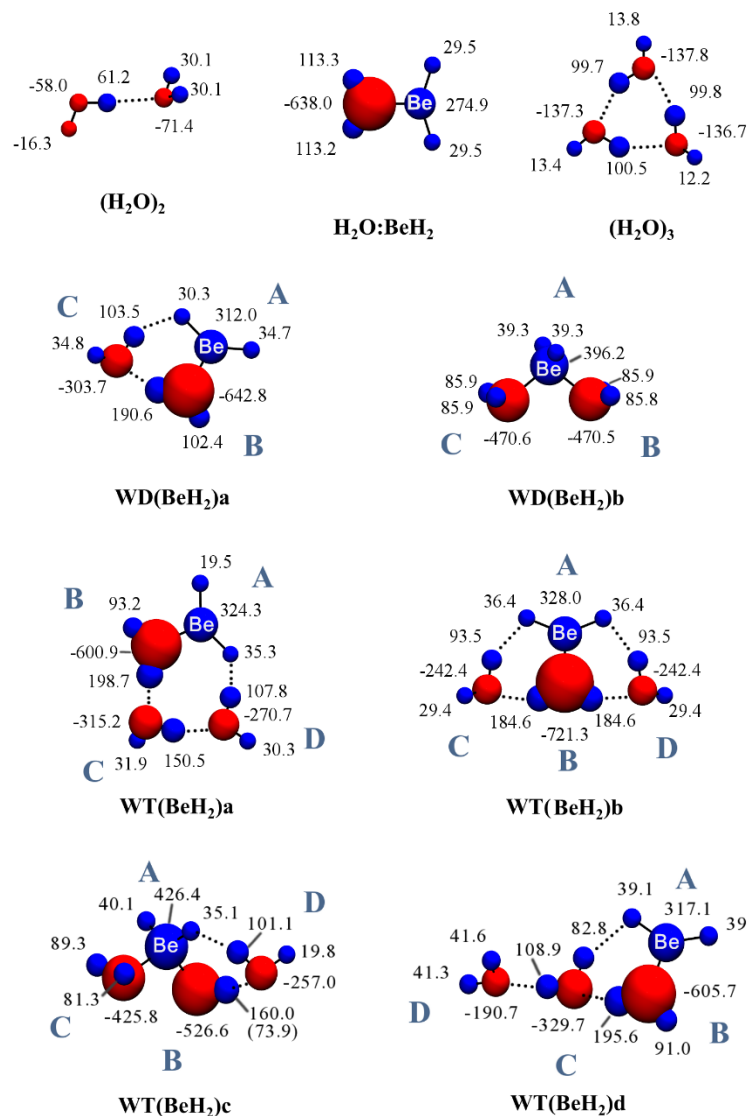 13.8
30.1
113.3
29.5
-137.8
-58.0
61.2
30.1
99.7
99.8
-638.0
Be
274.9
-137.3
-136.7
-16.3
-71.4
113.2
29.5
13.4
100.5
12.2
(H2O)2
H2O:BeH2
(H2O)3
C
103.5
30.3
A
A
34.8
312.0
34.7
39.3
39.3
Be
Be
396.2
-303.7
-642.8
85.9
85.9
190.6
85.9
85.8
102.4
B
C
-470.6
-470.5
B
WD(BeH2)a
WD(BeH2)b
19.5
A
A
B
93.2
324.3
36.4
328.0
36.4
Be
Be
-600.9
35.3
93.5
93.5
198.7
107.8
-242.4
-242.4
-315.2
-270.7
29.4
184.6
184.6
29.4
31.9
150.5
30.3
D
C
-721.3
D
C
B
WT(BeH2)a
WT(BeH2)b
A
426.4
D
A
40.1
35.1
39.1
317.1
101.1
82.8
89.3
Be
19.8
41.6
108.9
Be
39
81.3
-257.0
41.3
-605.7
C
-425.8
-526.6
160.0
D
-190.7
-329.7
195.6
B
(73.9)
B
C
91.0
WT(BeH2)c
WT(BeH2)d